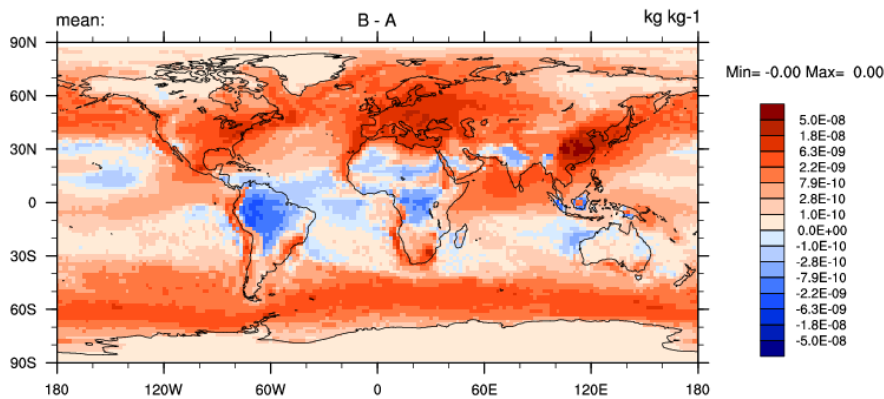 mean: B - A kg kg-1
90N
60N
30N
0
30S
60S
90S
180 120W 60W 0 60E 120E 180
Min= -0.00 Max= 0.00
5.0E-08
1.8E-08
6.3E-09
2.2E-09
7.9E-10
2.8E-10
1.0E-10
0.0E+00
-1.0E-10
-2.8E-10
-7.9E-10
-2.2E-09
-6.3E-09
-1.8E-08
-5.0E-08